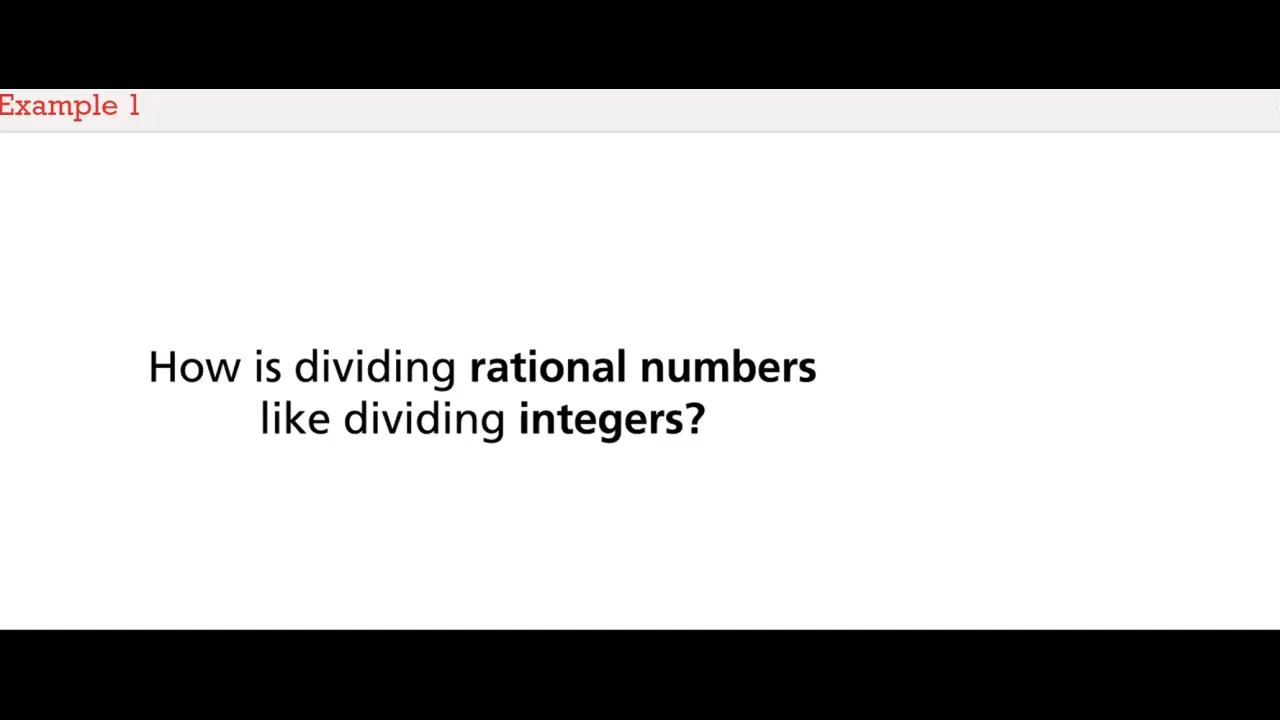 Example 1
How is dividing rational numbers
like dividing integers?